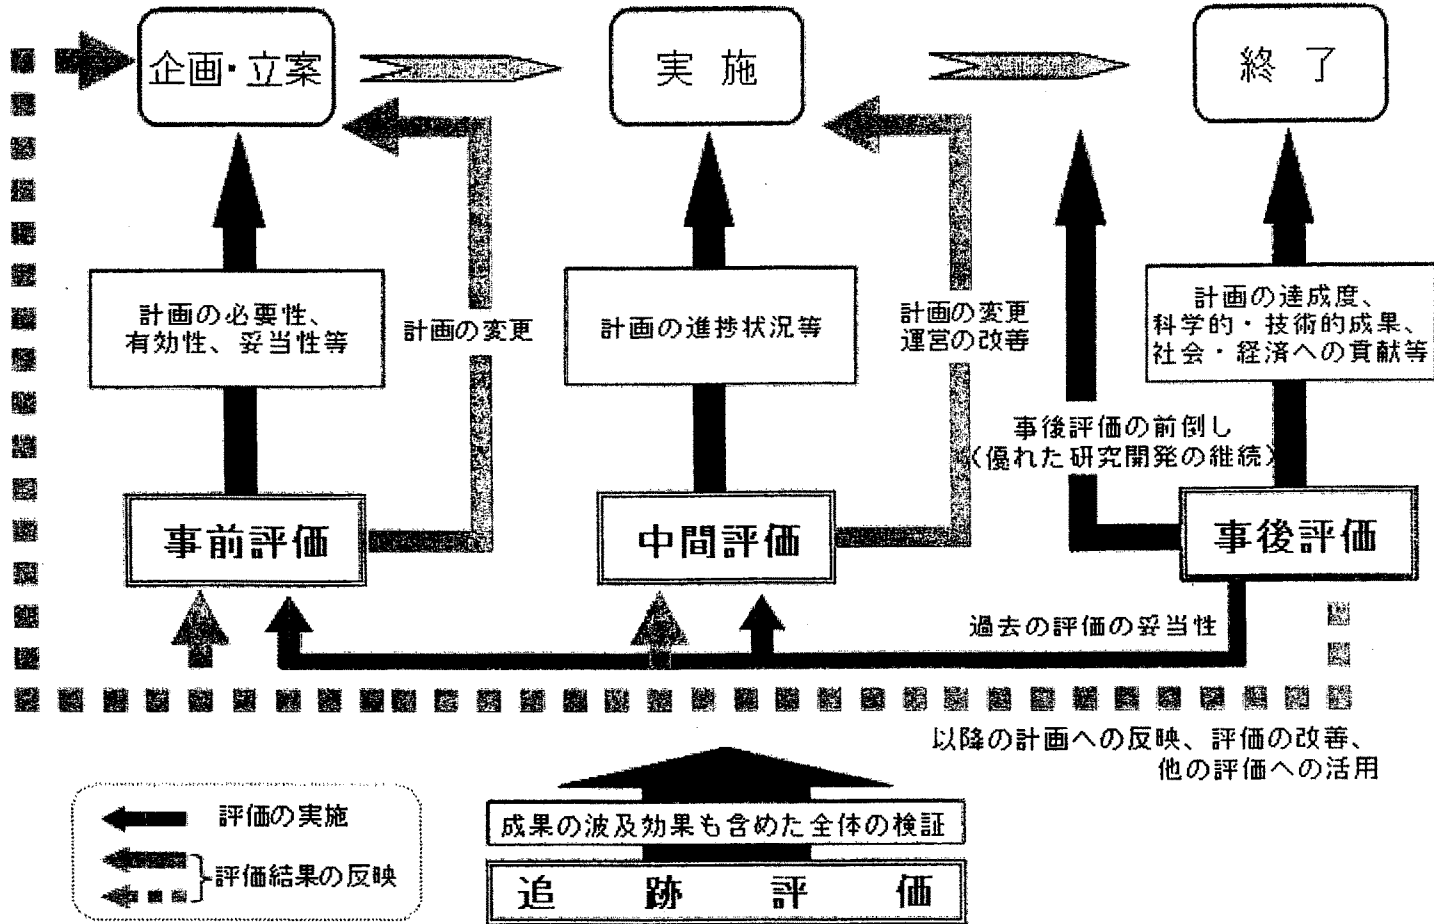 企画・立案
実 施
終 了
計画の必要性、
有効性、妥当性等
計画の変更
計画の進捗状況等
計画の変更
運営の改善
計画の達成度、
科学的・技術的成果、
社会・経済への貢献等
事後評価の前倒し
〈優れた研究開発の継続〉
事前評価
中間評価
事後評価
過去の評価の妥当性
以降の計画への反映、評価の改善、
他の評価への活用
評価の実施
評価結果の反映
成果の波及効果も含めた全体の検証
追 跡 評 価